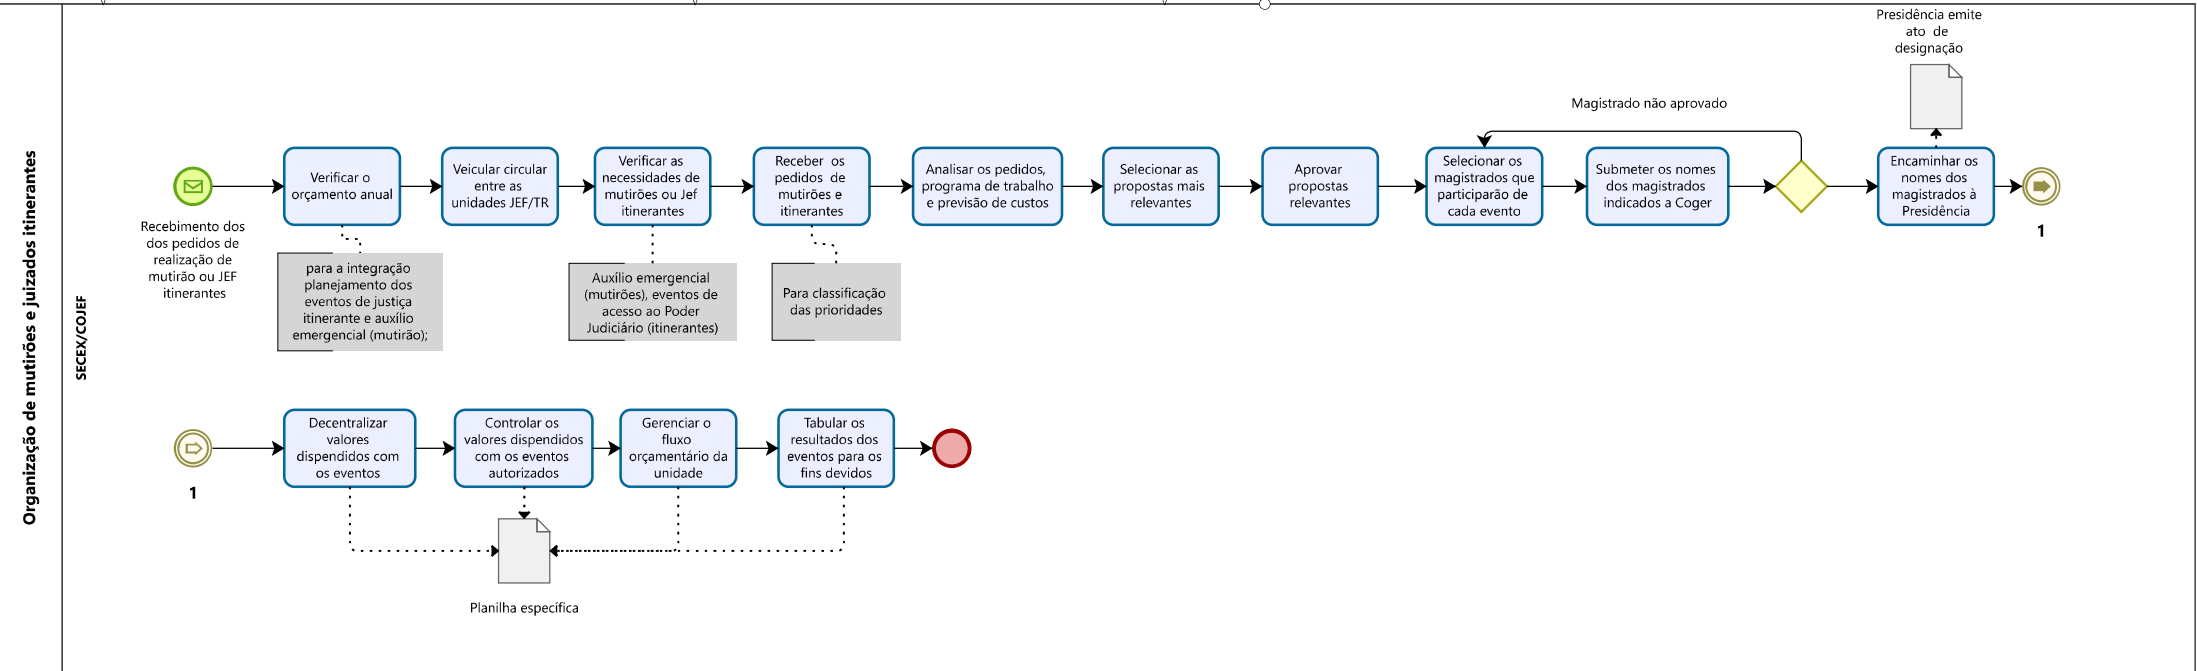 Organização de mutirões e juizados itinerantes
SECEX/COJEF
Recebimento dos
dos pedidos de
realização de
mutirão ou JEF
itinerantes
Verificar o
orçamento anual
para a integração
planejamento dos
eventos de justiça
itinerante e auxílio
emergencial (mutirão);
Veicular circular
entre as
unidades JEF/TR
Verificar as
necessidades de
mutirões ou Jef
itinerantes
Auxílio emergencial
(mutirões), eventos de
acesso ao Poder
Judiciário (itinerantes)
Receber os
pedidos de
mutirões e
itinerantes
Para classificação
das prioridades
Analisar os pedidos,
programa de trabalho
e previsão de custos
Selecionar as
propostas mais
relevantes
Aprovar
propostas
relevantes
Selecionar os
magistrados que
participarão de
cada evento
Submeter os nomes
dos magistrados
indicados a Coger
Magistrado não aprovado
Encaminhar os
nomes dos
magistrados à
Presidência
Presidência emite
ato de
designação
1
1
Decentralizar
valores
dispendidos com
os eventos
Controlar os
valores dispendidos
com os eventos
autorizados
Gerenciar o
fluxo
orçamentário da
unidade
Tabular os
resultados dos
eventos para os
fins devidos
Planilha específica